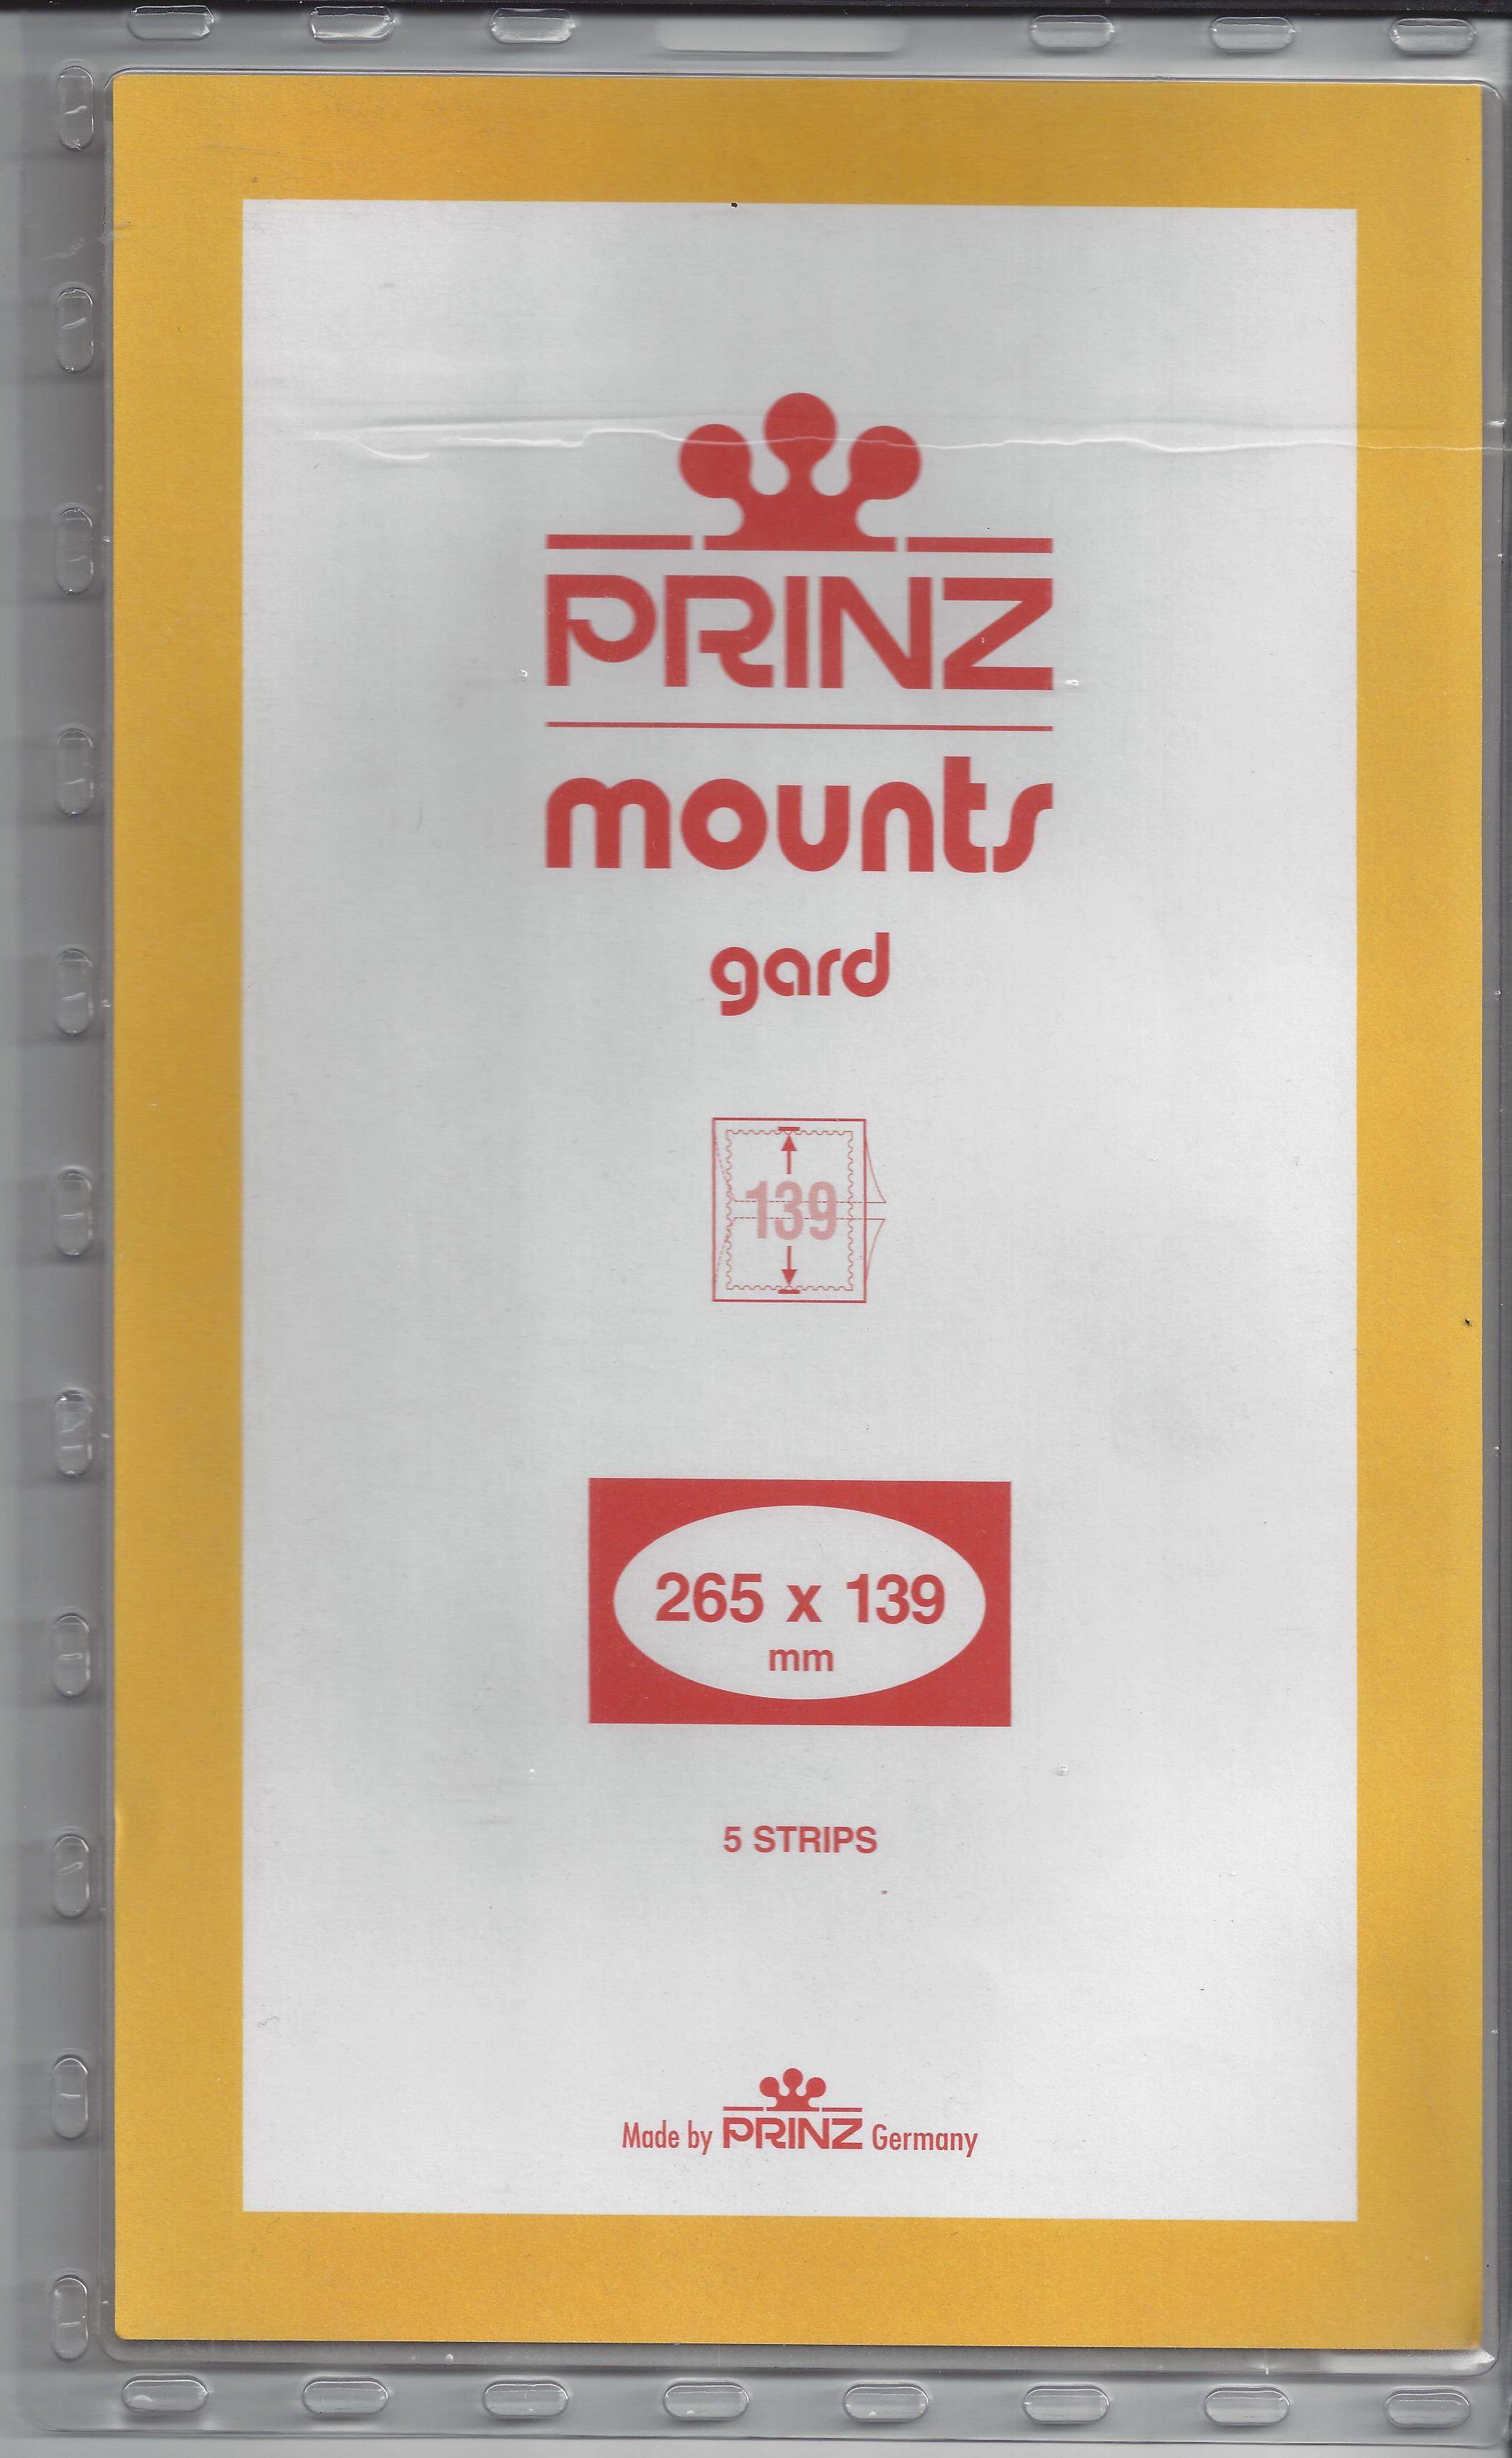 PRINZ
mounts
gard
139
265 x 139
mm
5 STRIPS
Made by PRINZ Germany